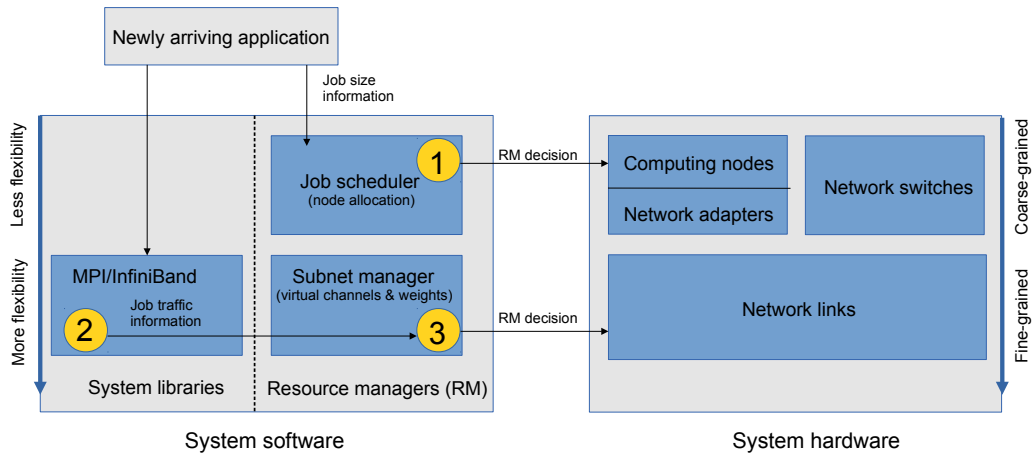 Newly arriving application
Job size
information
Less flexibility
More flexibility
1
Job scheduler
(node allocation)
RM decision
Computing nodes
Network adapters
Network switches
Coarse-grained
Fine-grained
MPI/InfiniBand
Job traffic
information
2
Subnet manager
(virtual channels & weights)
3
RM decision
Network links
System libraries
Resource managers (RM)
System software
System hardware